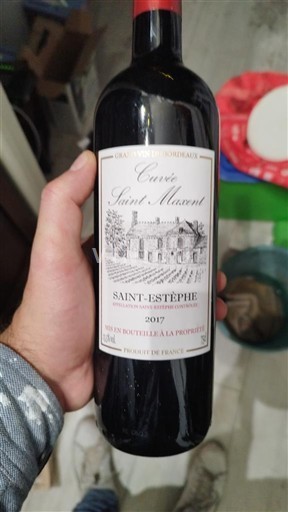 GRAND VIN DE BORDEAUX
Cuvée
Saint Maxent
SAINT-ESTÈPHE
APPELLATION SAINT-ESTÈPHE CONTRÔLÉE
2017
MIS EN BOUTEILLE À LA PROPRIÉTÉ
PRODUIT DE FRANCE